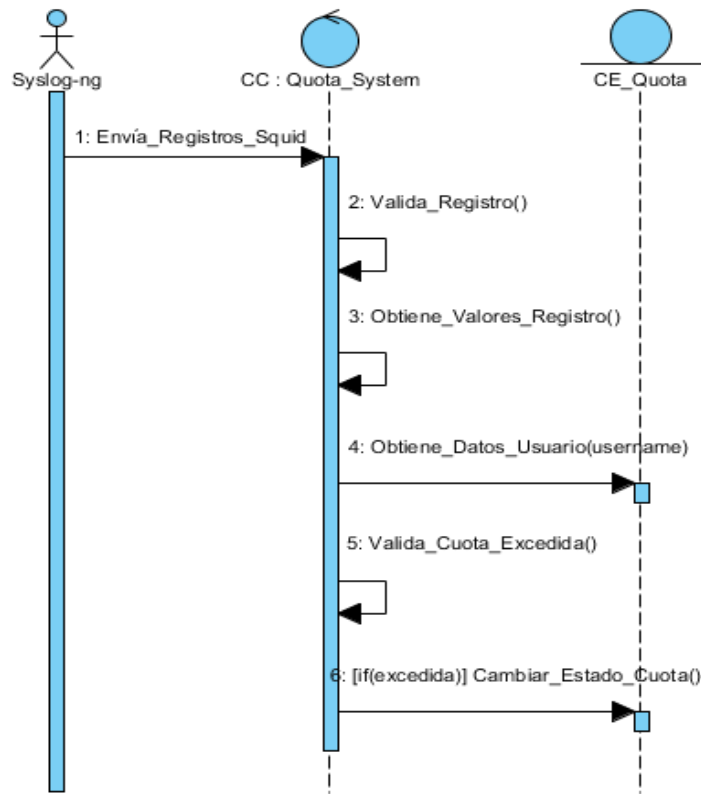 Syslog-ng
CC : Quota_System
CE_Quota
1: Envía_Registros_Squid
2: Valida_Registro()
3: Obtiene_Valores_Registro()
4: Obtiene_Datos_Usuario(username)
5: Valida_Cuota_Excedida()
6: [if(excedida)] Cambiar_Estado_Cuota()